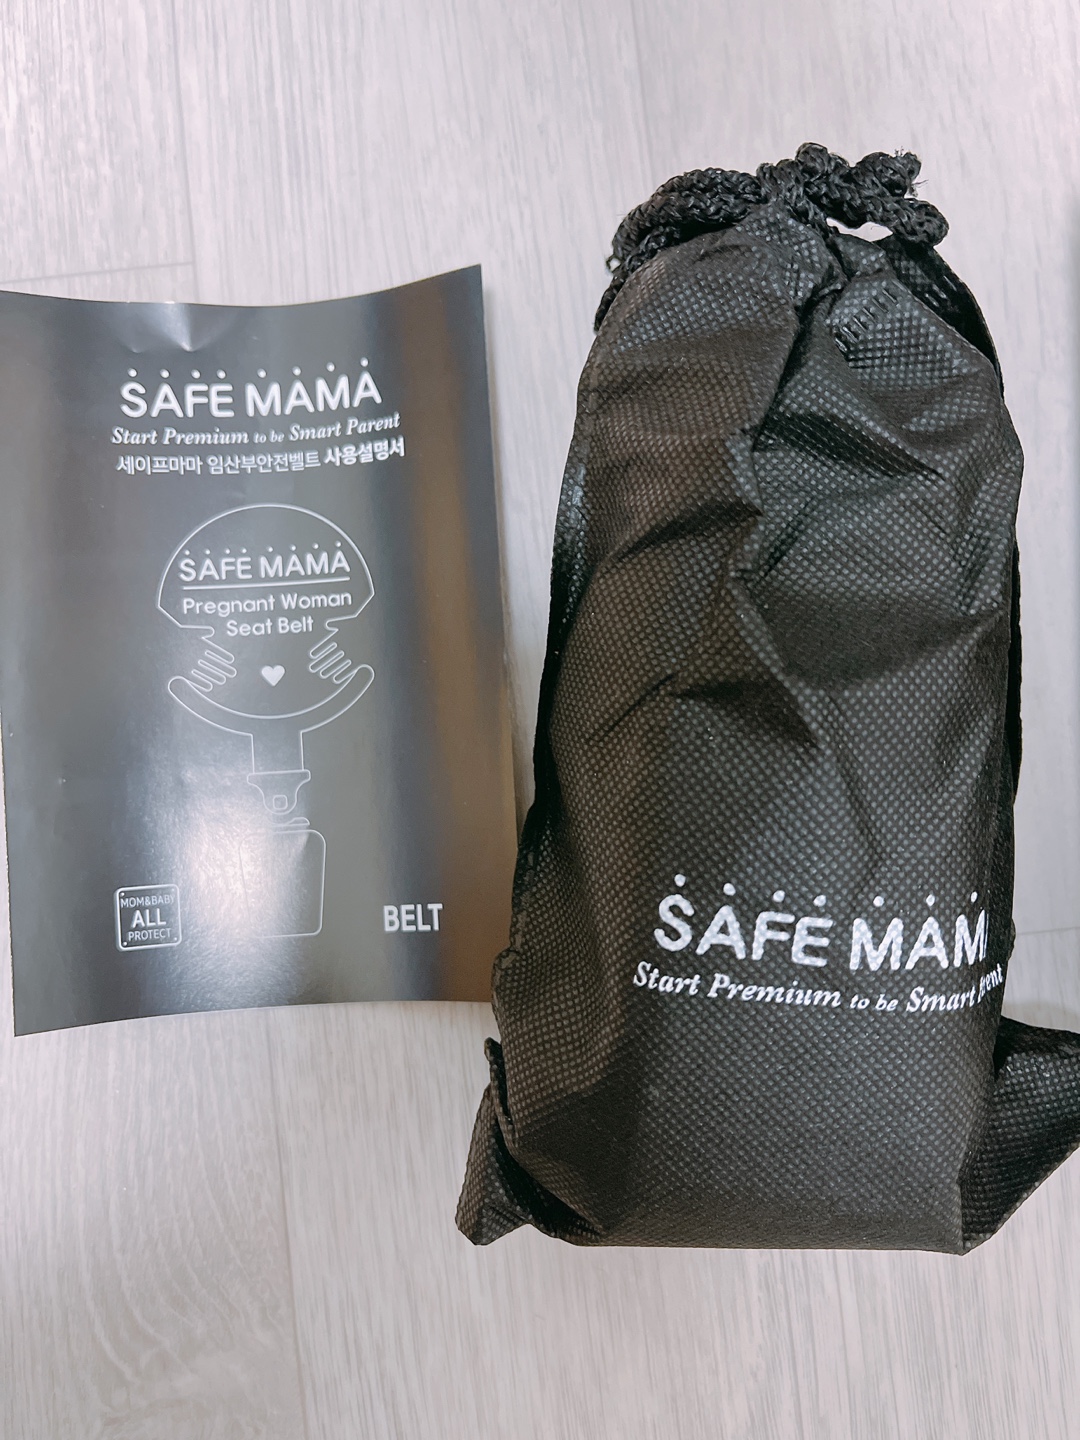 SAFE MAMA
Start Premium to be Smart Parent
세이프마마 임산부안전벨트 사용설명서
SAFE MAMA
Pregnant Woman
Seat Belt
MOM&BABY
ALL
PROTECT
BELT
SAFE MAMA
Start Premium to be Smart Parent